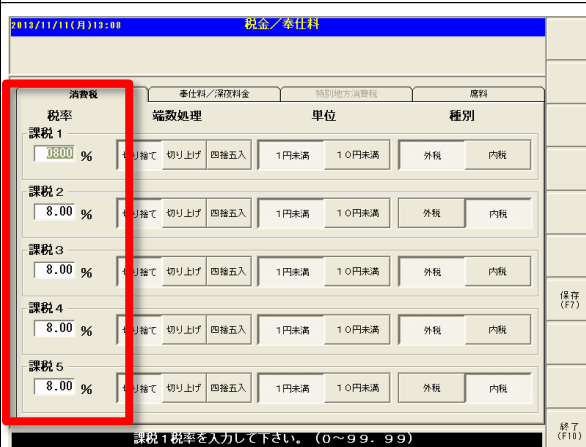 2013/11/11(月)13:08 税金／奉仕料
消費税 奉仕料／深夜料金 特別地方消費税 席料
税率 端数処理 単位 種別
課税１
0800 % 切り捨て 切り上げ 四捨五入 １円未満 １０円未満 外税 内税
課税２
8.00 % 切り捨て 切り上げ 四捨五入 １円未満 １０円未満 外税 内税
課税３
8.00 % 切り捨て 切り上げ 四捨五入 １円未満 １０円未満 外税 内税
保存
(F7)
課税４
8.00 % 切り捨て 切り上げ 四捨五入 １円未満 １０円未満 外税 内税
課税５
8.00 % 切り捨て 切り上げ 四捨五入 １円未満 １０円未満 外税 内税
課税１税率を入力して下さい。（０～９９．９９）
終了
(F10)